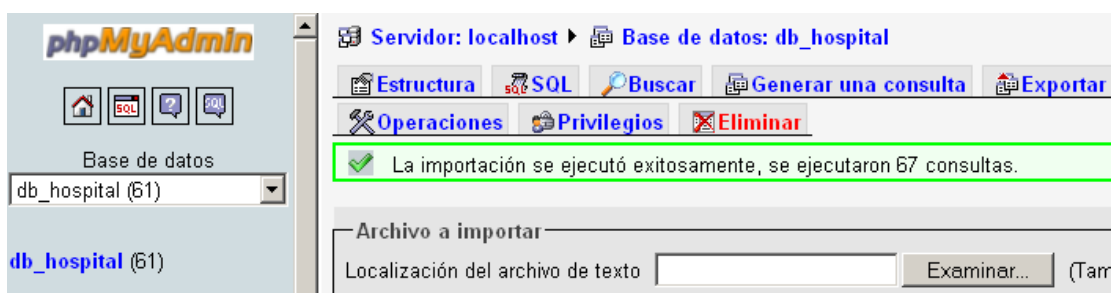 phpMyAdmin
SQL
SQL
Base de datos
db_hospital (61)
db_hospital (61)
Servidor: localhost Base de datos: db_hospital
Estructura SQL Buscar Generar una consulta Exportar
Operaciones Privilegios Eliminar
La importación se ejecutó exitosamente, se ejecutaron 67 consultas.
Archivo a importar
Localización del archivo de texto Examinar... (Tam